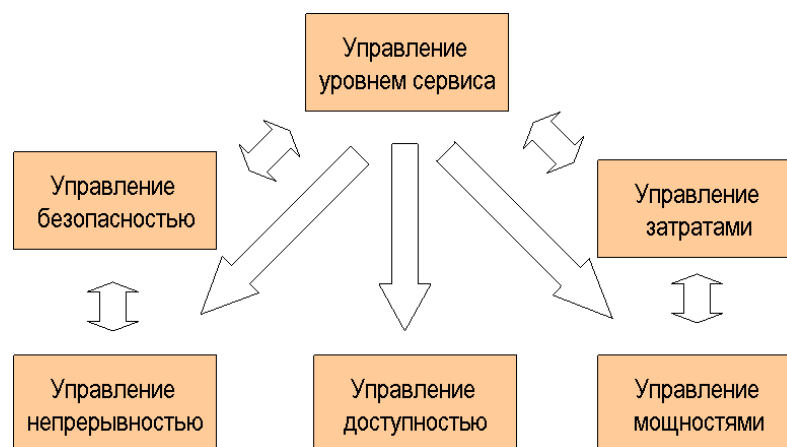 Управление
уровнем сервиса
Управление
безопасностью
Управление
затратами
Управление
непрерывностью
Управление
доступностью
Управление
мощностями